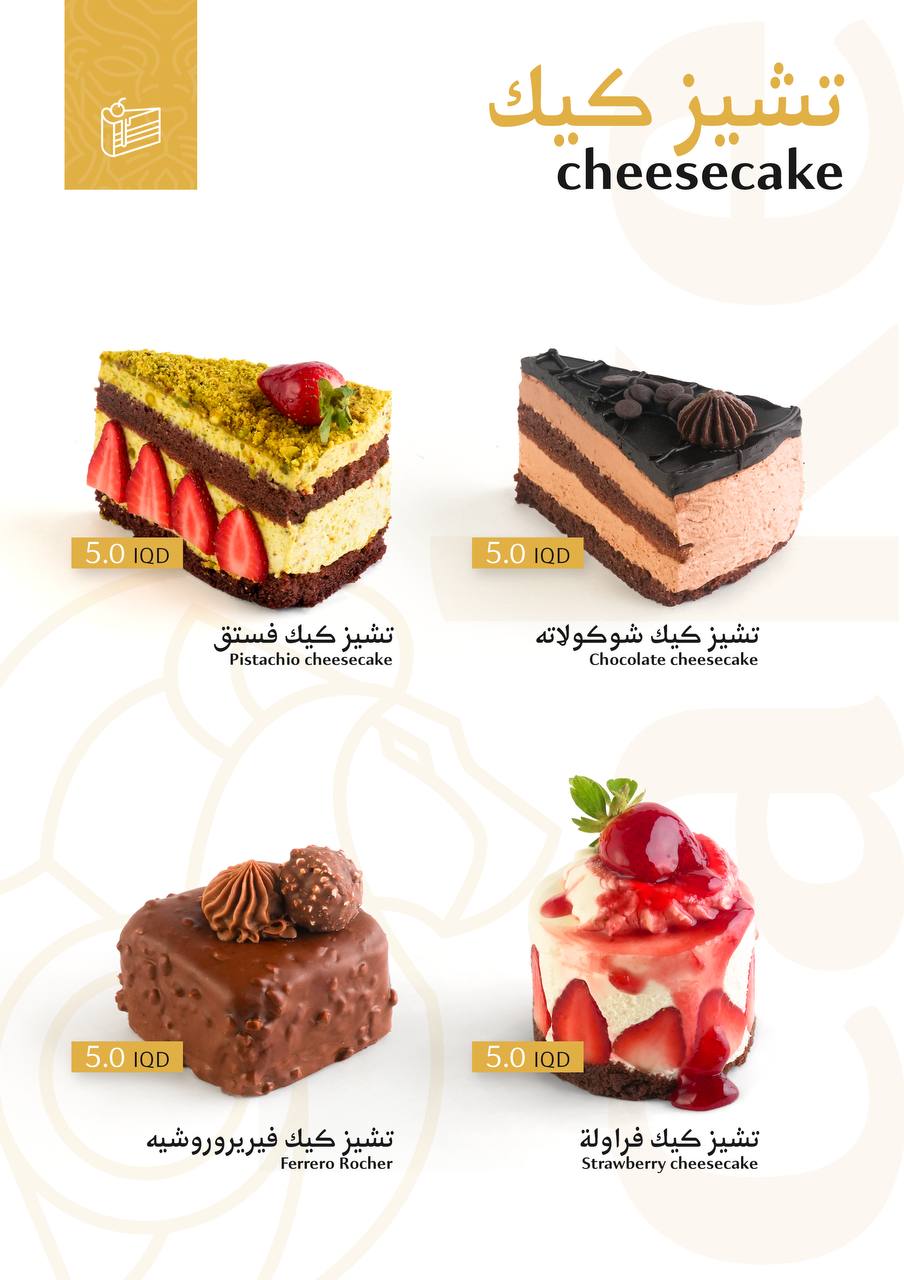 تشيز كيك
cheesecake
5.0 IQD
تشيز كيك فستق
Pistachio cheesecake
5.0 IQD
تشيز كيك شوكولاته
Chocolate cheesecake
5.0 IQD
تشيز كيك فيريروروشيه
Ferrero Rocher
5.0 IQD
تشيز كيك فراولة
Strawberry cheesecake
cake